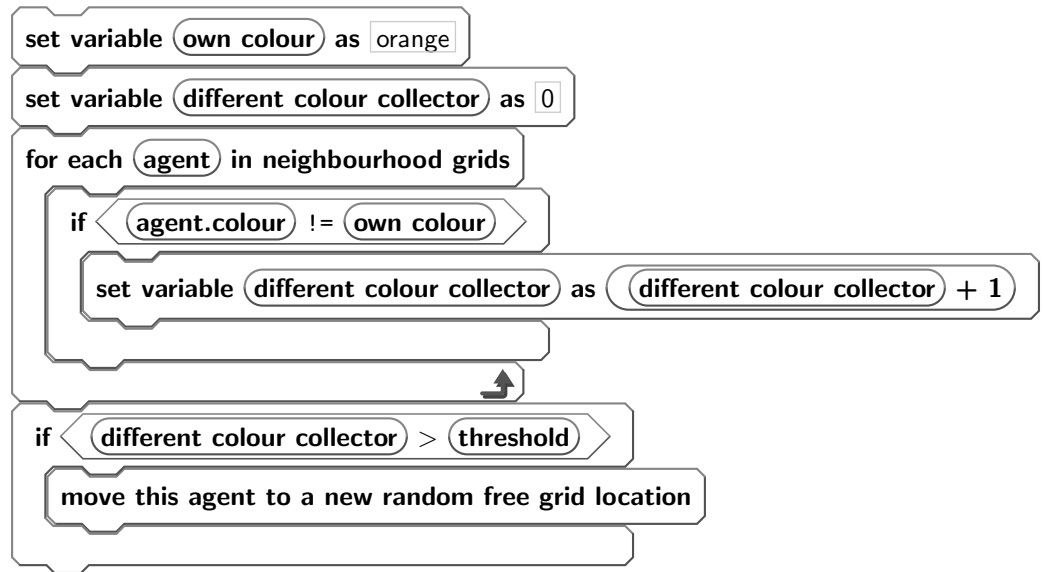 set variable own colour as orange
set variable different colour collector as 0
for each agent in neighbourhood grids
if agent.colour != own colour
set variable different colour collector as different colour collector + 1
if different colour collector > threshold
move this agent to a new random free grid location